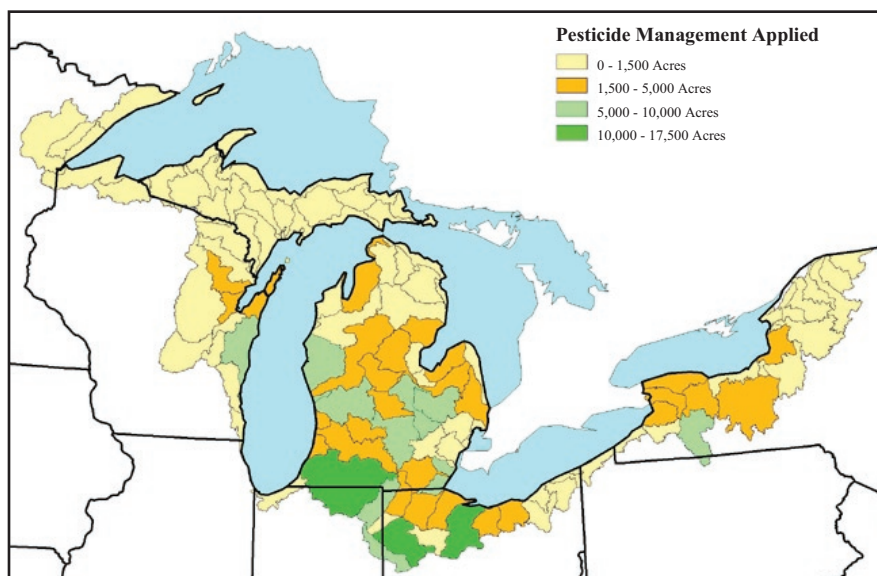 Pesticide Management Applied
0 - 1,500 Acres
1,500 - 5,000 Acres
5,000 - 10,000 Acres
10,000 - 17,500 Acres